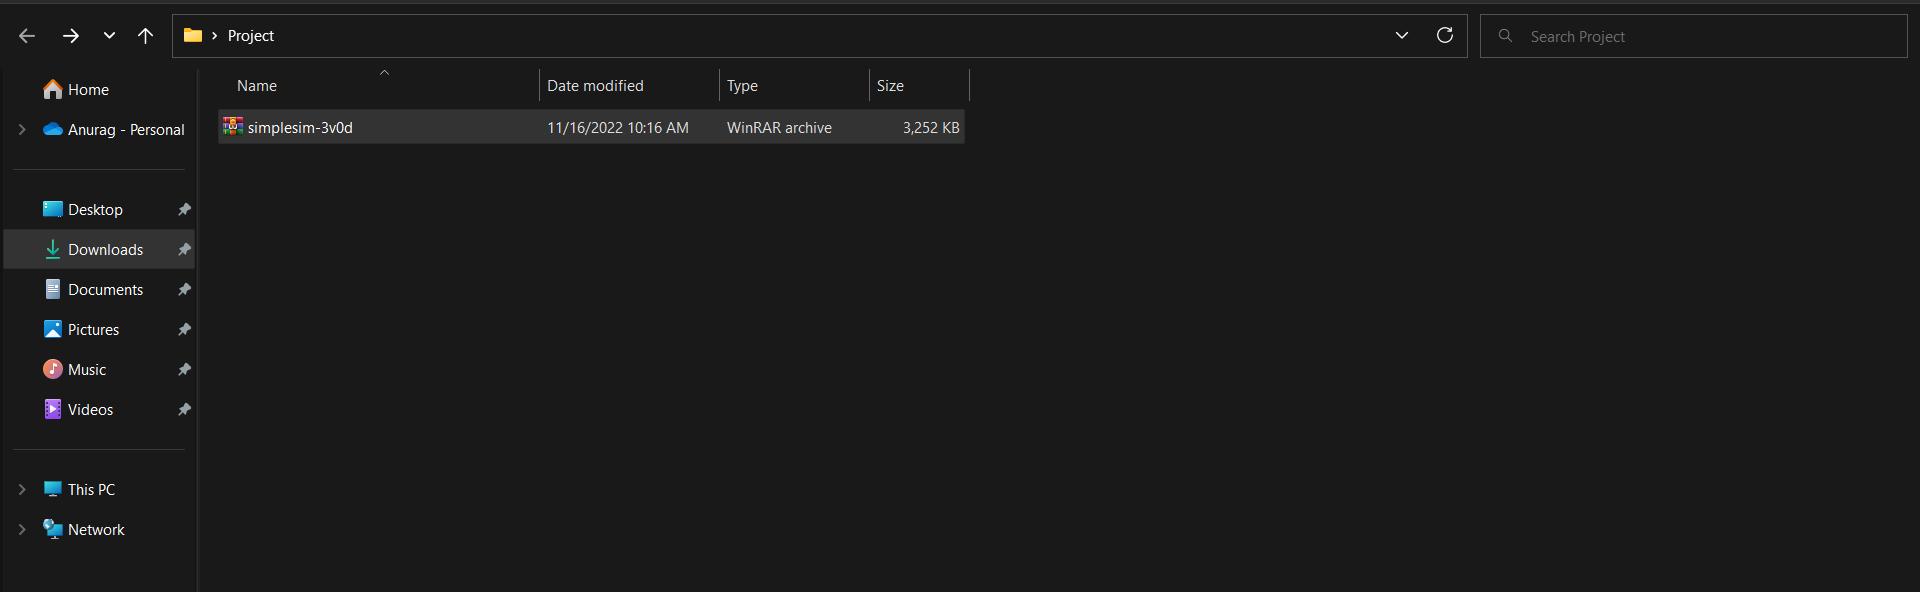 Project
Search Project
Home
Anurag - Personal
Desktop
Downloads
Documents
Pictures
Music
Videos
This PC
Network
Name Date modified Type Size
simplesim-3v0d 11/16/2022 10:16 AM WinRAR archive 3,252 KB